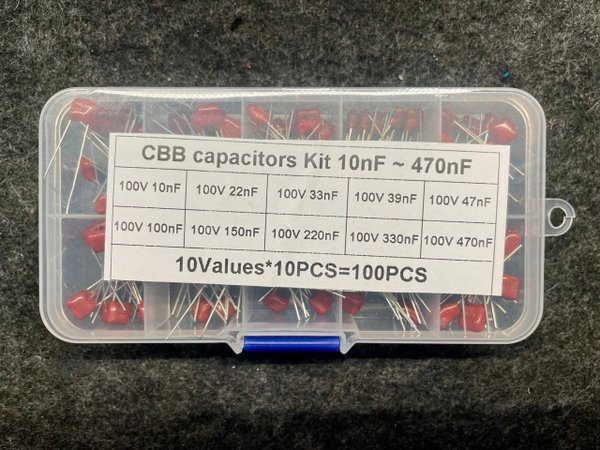 CBB capacitors Kit 10nF ~ 470nF
100V 10nF 100V 22nF 100V 33nF 100V 39nF 100V 47nF
100V 100nF 100V 150nF 100V 220nF 100V 330nF 100V 470nF
10Values*10PCS=100PCS